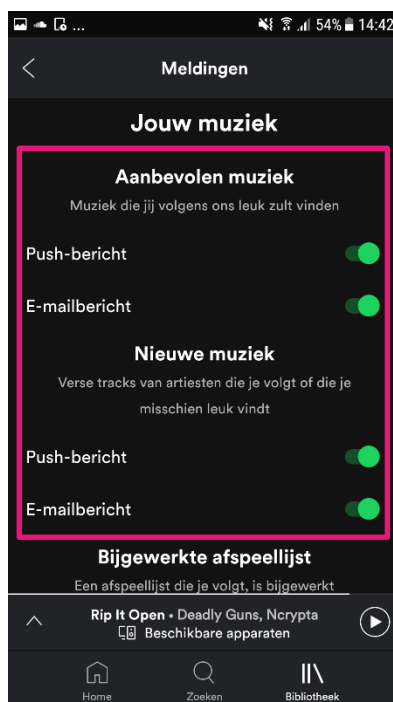 ... 54% 14:42
Meldingen
Jouw muziek
Aanbevolen muziek
Muziek die jij volgens ons leuk zult vinden
Push-bericht
E-mailbericht
Nieuwe muziek
Verse tracks van artiesten die je volgt of die je
misschien leuk vindt
Push-bericht
E-mailbericht
Bijgewerkte afspeellijst
Een afspeellijst die je volgt, is bijgewerkt
Rip It Open • Deadly Guns, Ncrypta
Beschikbare apparaten
Home Zoeken Bibliotheek